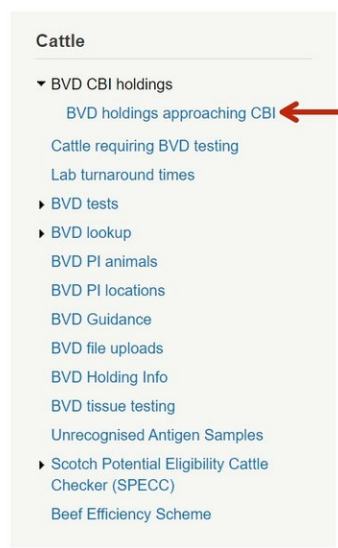 Cattle
BVD CBI holdings
BVD holdings approaching CBI
Cattle requiring BVD testing
Lab turnaround times
BVD tests
BVD lookup
BVD PI animals
BVD PI locations
BVD Guidance
BVD file uploads
BVD Holding Info
BVD tissue testing
Unrecognised Antigen Samples
Scotch Potential Eligibility Cattle
Checker (SPECC)
Beef Efficiency Scheme